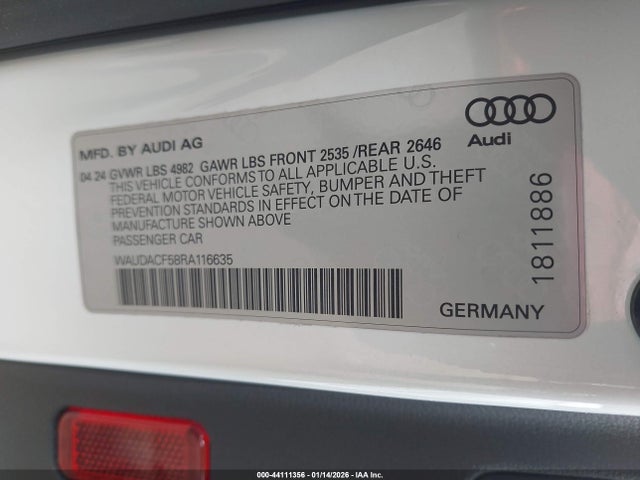 MFD. BY AUDI AG
04 24 GVWR LBS 4982 GAWR LBS FRONT 2535 /REAR 2646
THIS VEHICLE CONFORMS TO ALL APPLICABLE U.S.
FEDERAL MOTOR VEHICLE SAFETY, BUMPER AND THEFT
PREVENTION STANDARDS IN EFFECT ON THE DATE OF
MANUFACTURE SHOWN ABOVE
PASSENGER CAR
WAUDACF58RA116635
GERMANY
Audi
1811886
000-44111356 - 01/14/2026 - IAA Inc.